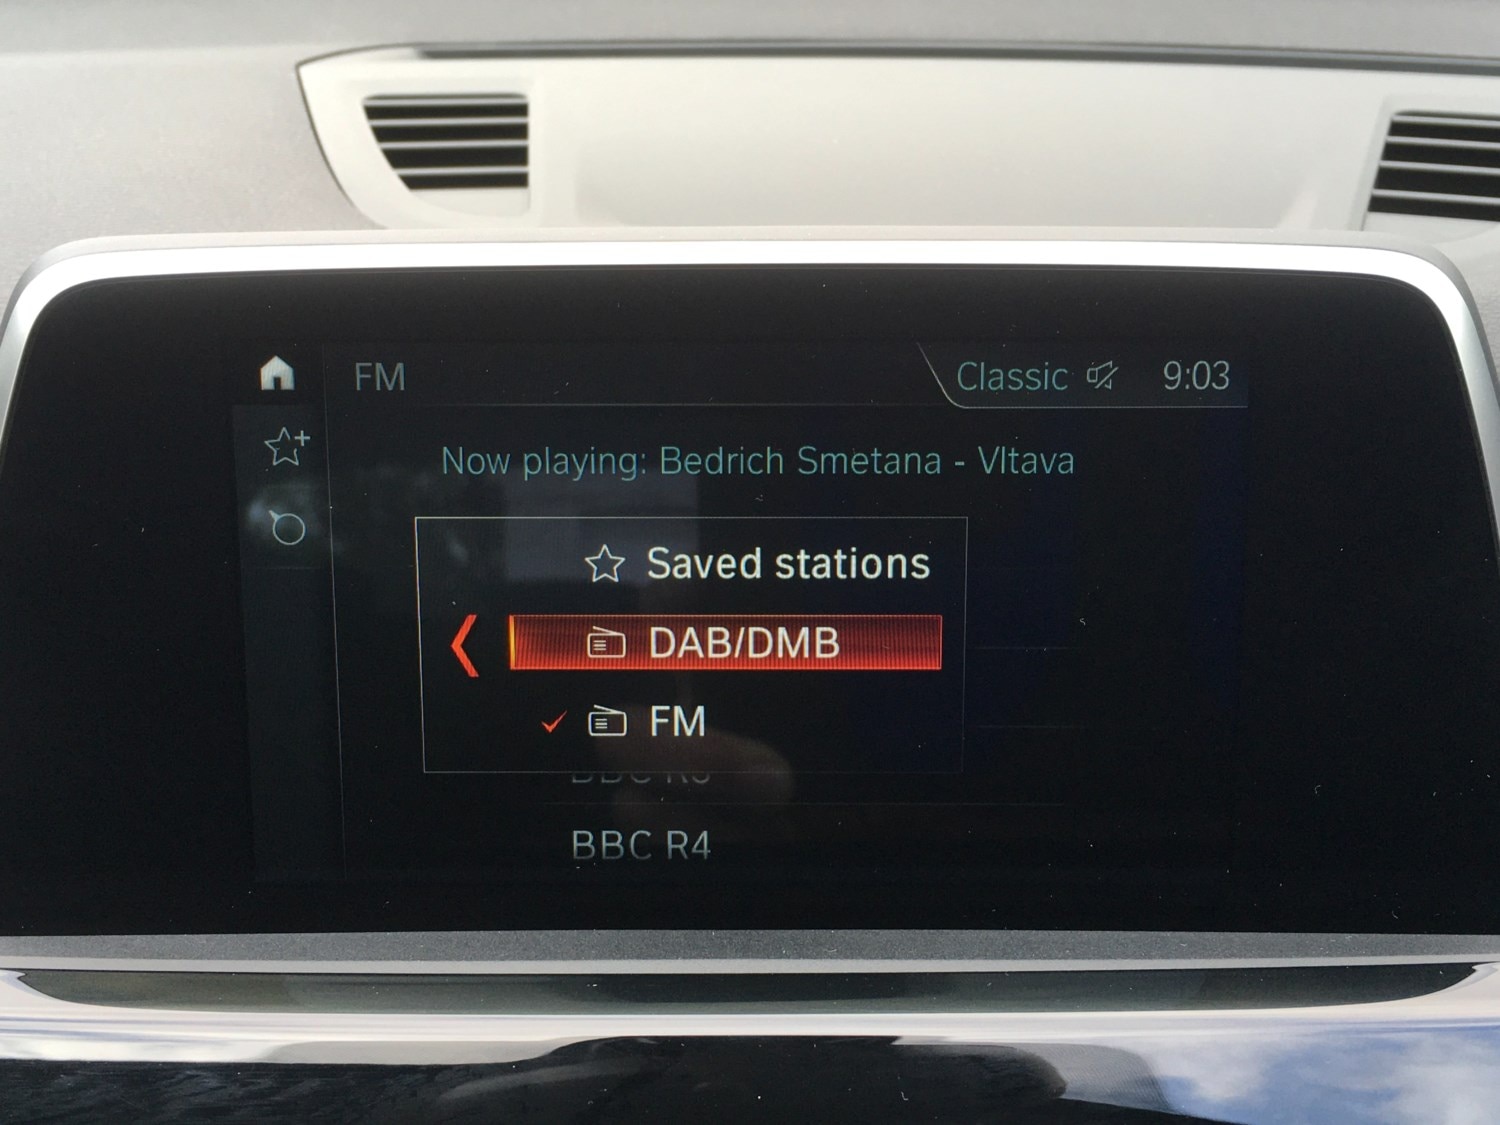 FM
Classic 9:03
Now playing: Bedrich Smetana - Vltava
Saved stations
DAB/DMB
FM
BBC R4